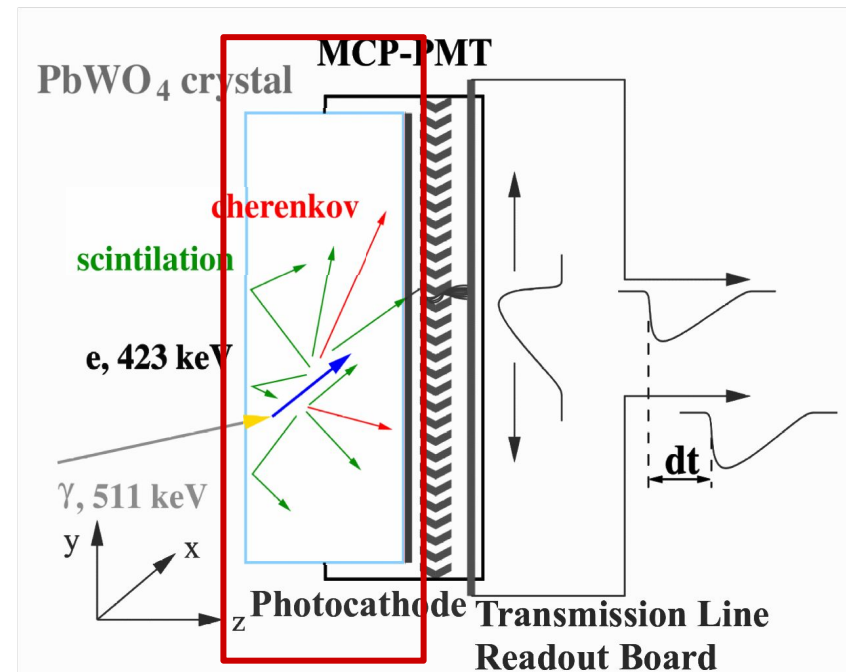 MCP-PMT
PbWO4 crystal
cherenkov
scintilation
e, 423 keV
γ, 511 keV
dt
y
x
z
Photocathode
Transmission Line
Readout Board